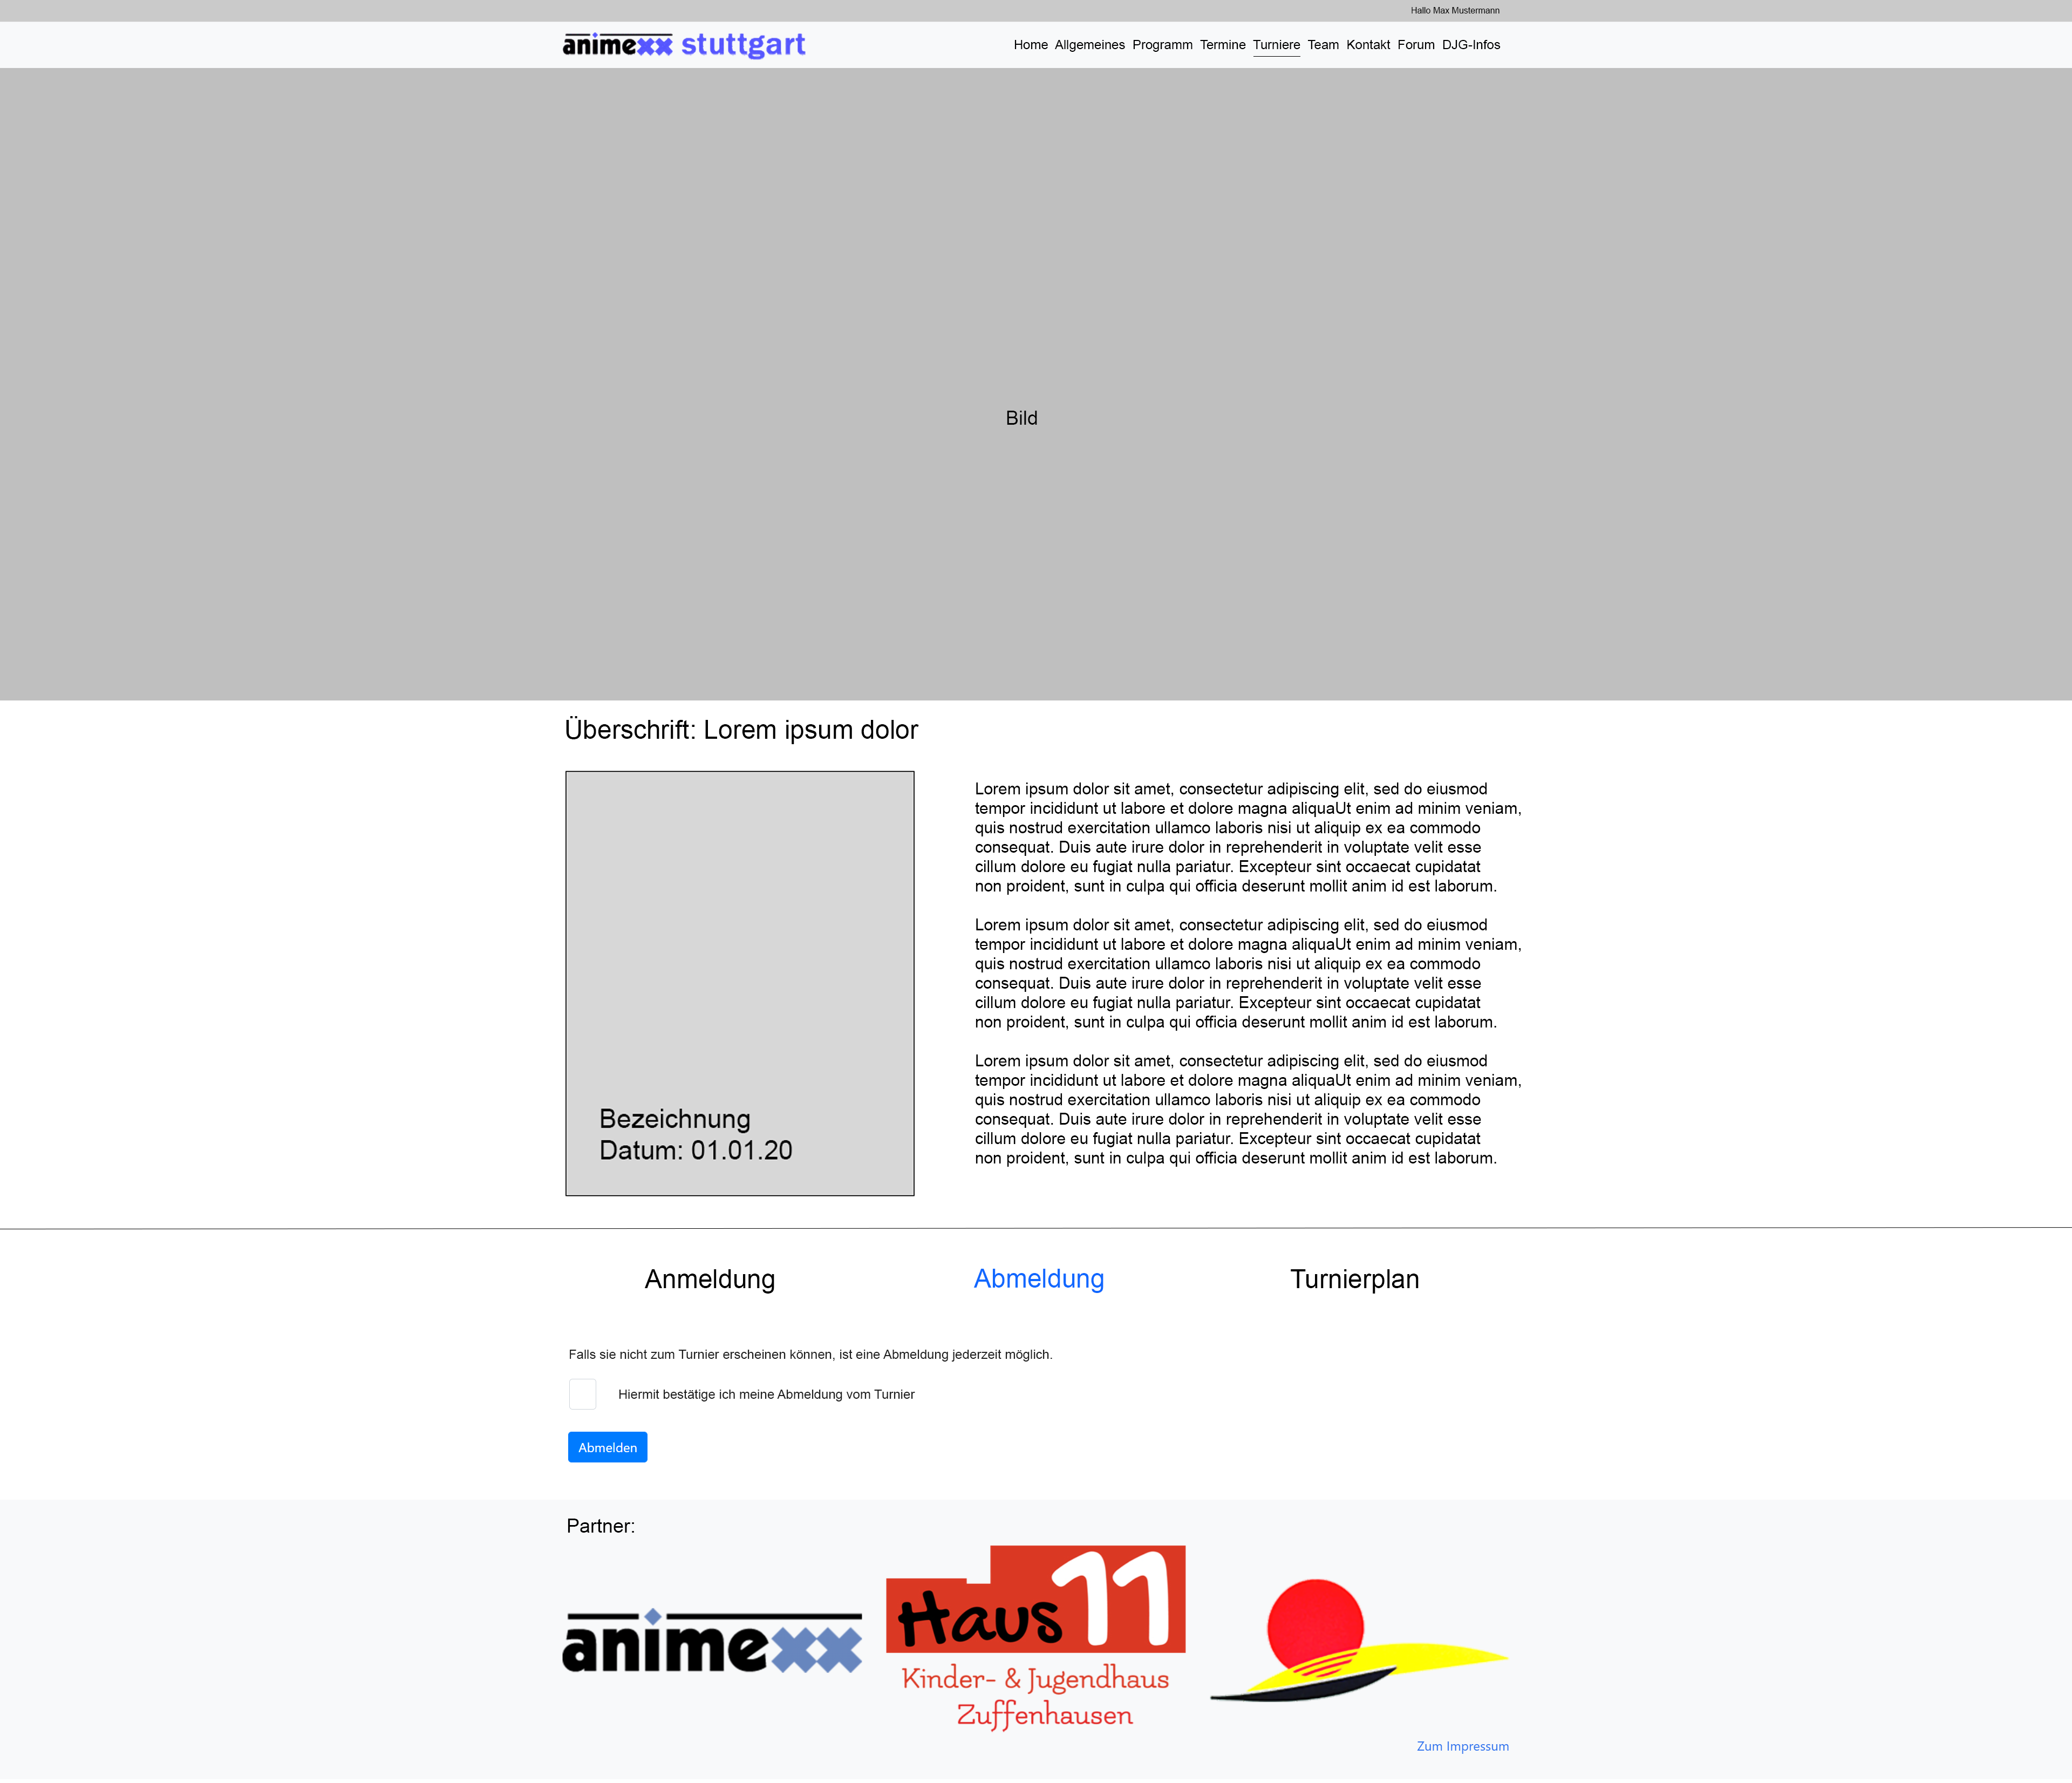 Hallo Max Mustermann
animexx stuttgart
Home Allgemeines Programm Termine Turniere Team Kontakt Forum DJG-Infos
Bild
Überschrift: Lorem ipsum dolor
Bezeichnung
Datum: 01.01.20
Lorem ipsum dolor sit amet, consectetur adipiscing elit, sed do eiusmod
tempor incididunt ut labore et dolore magna aliquaUt enim ad minim veniam,
quis nostrud exercitation ullamco laboris nisi ut aliquip ex ea commodo
consequat. Duis aute irure dolor in reprehenderit in voluptate velit esse
cillum dolore eu fugiat nulla pariatur. Excepteur sint occaecat cupidatat
non proident, sunt in culpa qui officia deserunt mollit anim id est laborum.
Lorem ipsum dolor sit amet, consectetur adipiscing elit, sed do eiusmod
tempor incididunt ut labore et dolore magna aliquaUt enim ad minim veniam,
quis nostrud exercitation ullamco laboris nisi ut aliquip ex ea commodo
consequat. Duis aute irure dolor in reprehenderit in voluptate velit esse
cillum dolore eu fugiat nulla pariatur. Excepteur sint occaecat cupidatat
non proident, sunt in culpa qui officia deserunt mollit anim id est laborum.
Lorem ipsum dolor sit amet, consectetur adipiscing elit, sed do eiusmod
tempor incididunt ut labore et dolore magna aliquaUt enim ad minim veniam,
quis nostrud exercitation ullamco laboris nisi ut aliquip ex ea commodo
consequat. Duis aute irure dolor in reprehenderit in voluptate velit esse
cillum dolore eu fugiat nulla pariatur. Excepteur sint occaecat cupidatat
non proident, sunt in culpa qui officia deserunt mollit anim id est laborum.
Anmeldung Abmeldung Turnierplan
Falls sie nicht zum Turnier erscheinen können, ist eine Abmeldung jederzeit möglich.
Hiermit bestätige ich meine Abmeldung vom Turnier
Abmelden
Partner:
animexx
Haus 11
Kinder- & Jugendhaus
Zuffenhausen
Zum Impressum